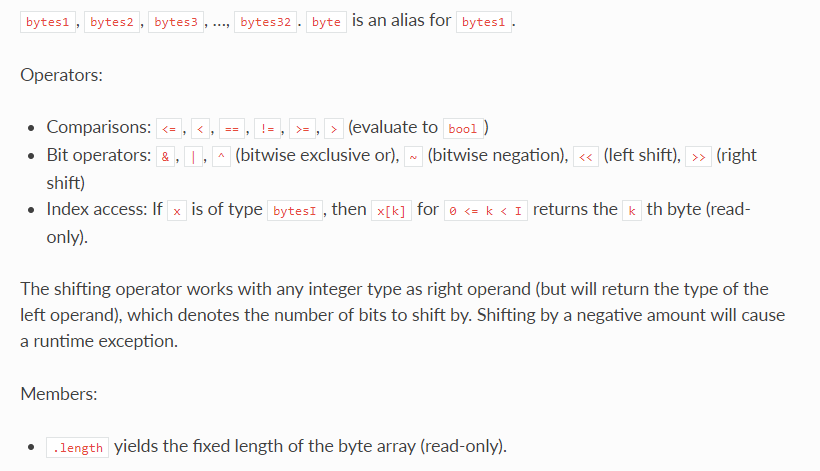 bytes1, bytes2, bytes3, ..., bytes32. byte is an alias for bytes1.
Operators:
• Comparisons: <=, <, ==, !=, >=, > (evaluate to bool)
• Bit operators: &, |, ^ (bitwise exclusive or), ~ (bitwise negation), << (left shift), >> (right
shift)
• Index access: If x is of type bytesI, then x[k] for 0 <= k < I returns the k th byte (read-
only).
The shifting operator works with any integer type as right operand (but will return the type of the
left operand), which denotes the number of bits to shift by. Shifting by a negative amount will cause
a runtime exception.
Members:
• .length yields the fixed length of the byte array (read-only).